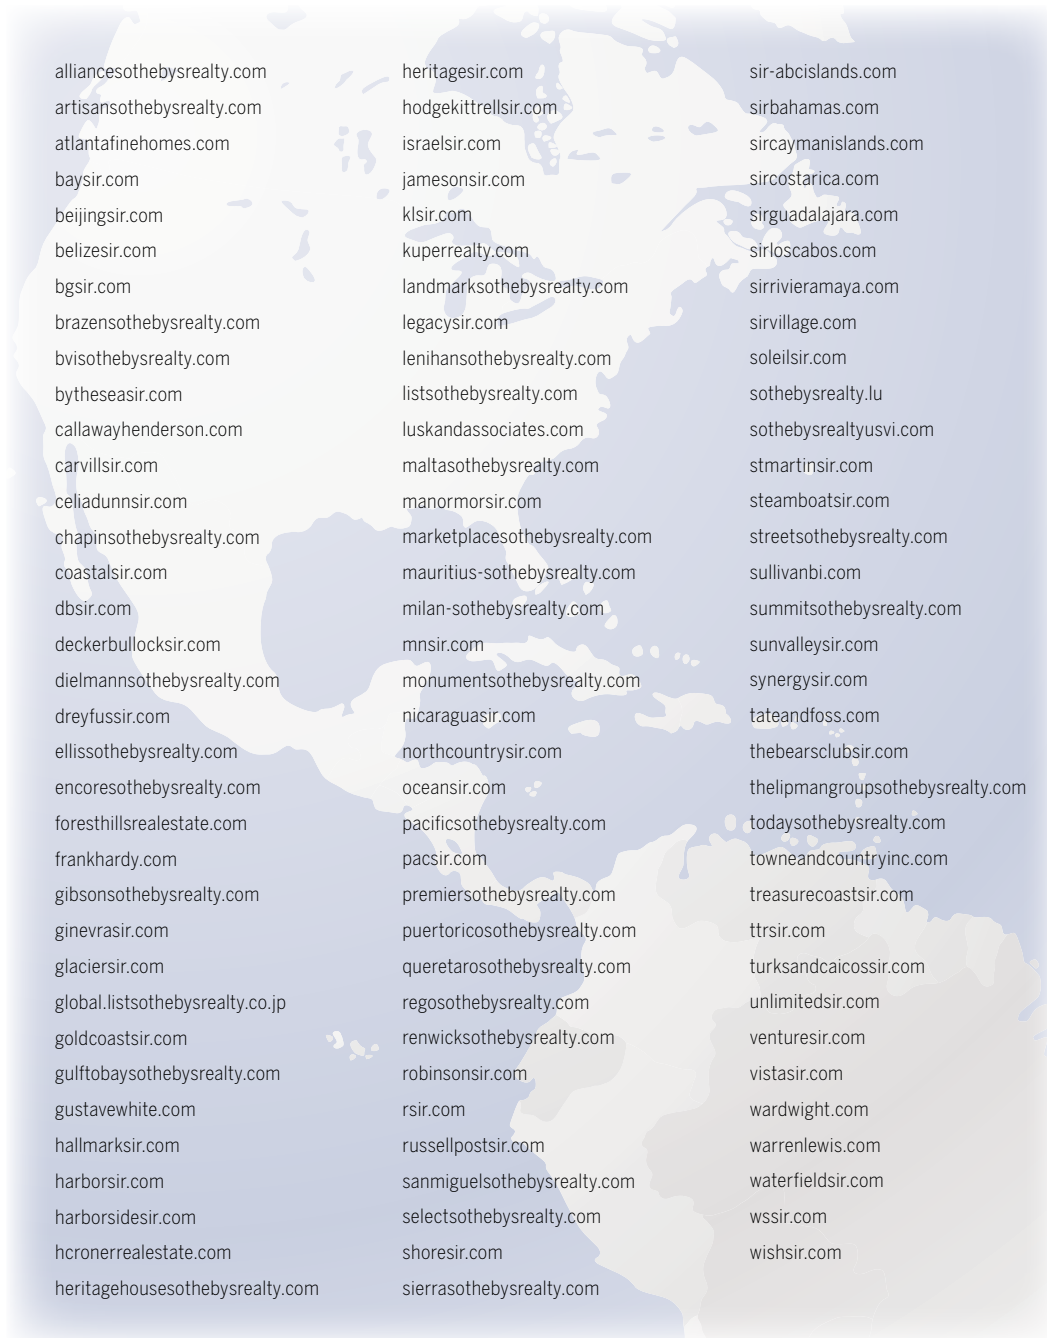 alliancesothebysrealty.com
artisansothebysrealty.com
atlantafinehomes.com
baysir.com
beijingsir.com
belizesir.com
bgsir.com
brazensothebysrealty.com
bvisothebysrealty.com
bytheseasir.com
callawayhenderson.com
carvillsir.com
celiadunnsir.com
chapinsothebysrealty.com
coastalsir.com
dbsir.com
deckerbullocksir.com
dielmannsothebysrealty.com
dreyfussir.com
ellissothebysrealty.com
encoresothebysrealty.com
foresthillsrealestate.com
frankhardy.com
gibsonsothebysrealty.com
ginevrasir.com
glaciersir.com
global.listsothebysrealty.co.jp
goldcoastsir.com
gulftobaysothebysrealty.com
gustavewhite.com
hallmarksir.com
harborsir.com
harborsidesir.com
hcronerrealestate.com
heritagehousesothebysrealty.com
heritagesir.com
hodgekittrellsir.com
israelsir.com
jamesonsir.com
klsir.com
kuperrealty.com
landmarksothebysrealty.com
legacysir.com
lenihansothebysrealty.com
listsothebysrealty.com
luskandassociates.com
maltasothebysrealty.com
manormorsir.com
marketplacesothebysrealty.com
mauritius-sothebysrealty.com
milan-sothebysrealty.com
mnsir.com
monumentsothebysrealty.com
nicaraguasir.com
northcountrysir.com
oceansir.com
pacificsothebysrealty.com
pacsir.com
premiersothebysrealty.com
puertoricosothebysrealty.com
queretarosothebysrealty.com
regosothebysrealty.com
renwicksothebysrealty.com
robinsonsir.com
rsir.com
russellpostsir.com
sanmiguelsothebysrealty.com
selectsothebysrealty.com
shoresir.com
sierrasothebysrealty.com
sir-abcislands.com
sirbahamas.com
sircaymanislands.com
sircostarica.com
sirguadalajara.com
sirloscabos.com
sirrivieramaya.com
sirvillage.com
soleilsir.com
sothebysrealty.lu
sothebysrealtyusvi.com
stmartinsir.com
steamboatsir.com
streetsothebysrealty.com
sullivanbi.com
summitsothebysrealty.com
sunvalleysir.com
synergysir.com
tateandfoss.com
thebearsclubsir.com
thelipmangroupsothebysrealty.com
todaysothebysrealty.com
towneandcountryinc.com
treasurecoastsir.com
ttrsir.com
turksandcaicossir.com
unlimitedsir.com
venturesir.com
vistasir.com
wardwight.com
warrenlewis.com
waterfieldsir.com
wssir.com
wishsir.com